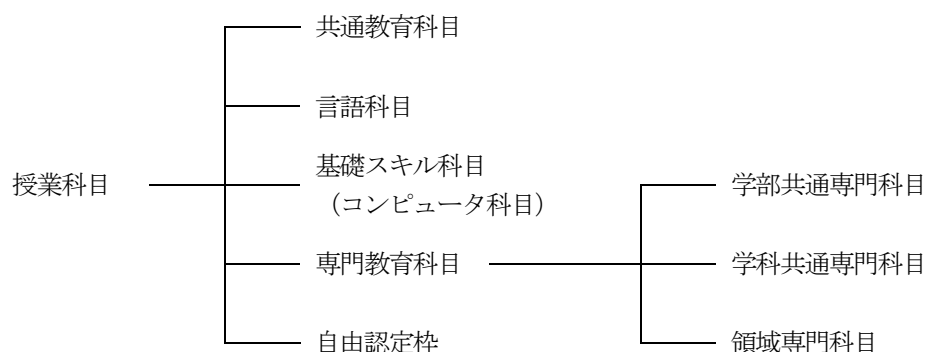 授業科目
共通教育科目
言語科目
基礎スキル科目
（コンピュータ科目）
専門教育科目
自由認定枠
学部共通専門科目
学科共通専門科目
領域専門科目